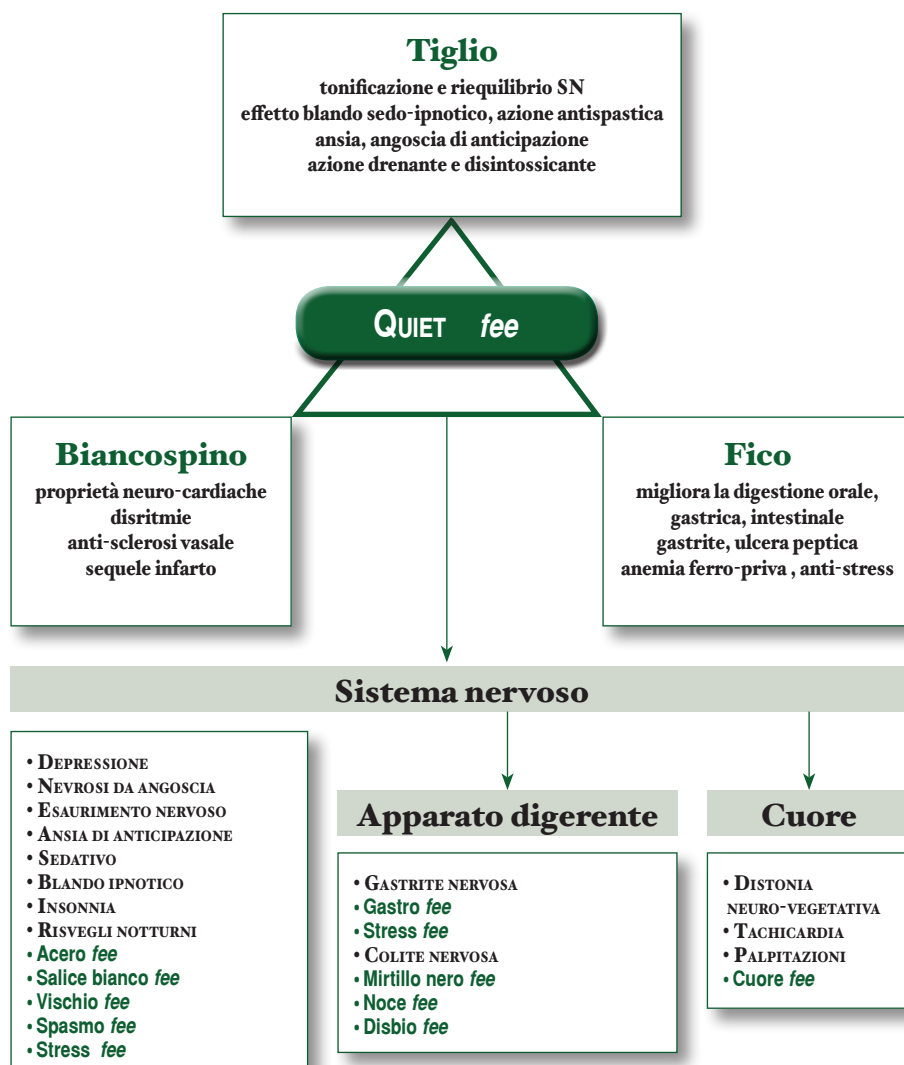 Tiglio
tonificazione e riequilibrio SN
effetto blando sedo-ipnotico, azione antispastica
ansia, angoscia di anticipazione
azione drenante e disintossicante
QUIET fee
Biancospino
proprietà neuro-cardiache
disritmie
anti-sclerosi vasale
sequele infarto
Fico
migliora la digestione orale,
gastrica, intestinale
gastrite, ulcera peptica
anemia ferro-priva , anti-stress
Sistema nervoso
• DEPRESSIONE
• NEVROSI DA ANGOSCIA
• ESAURIMENTO NERVOSO
• ANSIA DI ANTICIPAZIONE
• SEDATIVO
• BLANDO IPNOTICO
• INSONNIA
• RISVEGLI NOTTURNI
• Acero fee
• Salice bianco fee
• Vischio fee
• Spasmo fee
• Stress fee
Apparato digerente
• GASTRITE NERVOSA
• Gastro fee
• Stress fee
• COLITE NERVOSA
• Mirtillo nero fee
• Noce fee
• Disbio fee
Cuore
• DISTONIA
NEURO-VEGETATIVA
• TACHICARDIA
• PALPITAZIONI
• Cuore fee